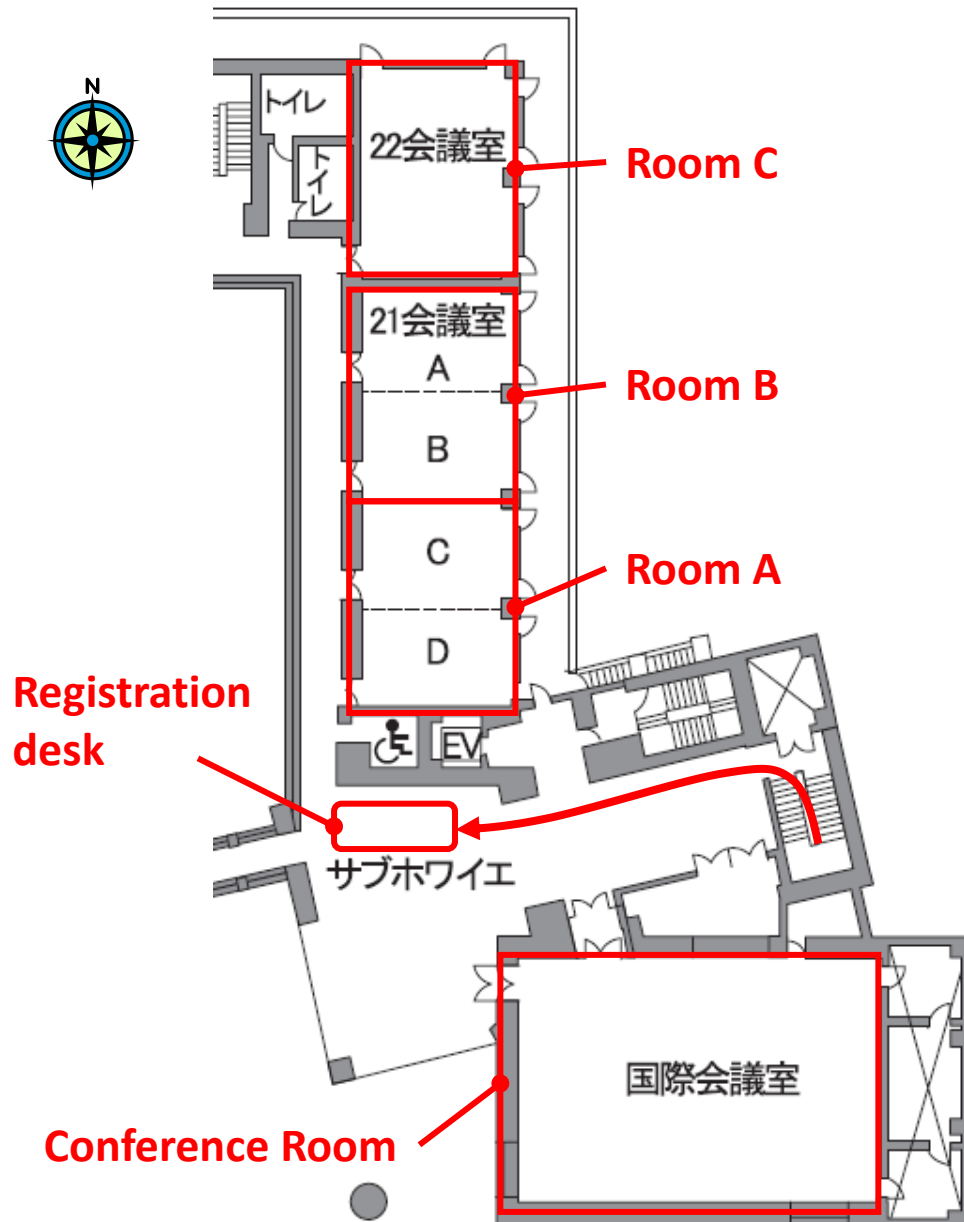 N
トイレ
トイレ
22会議室
Room C
21会議室
A
Room B
B
C
Room A
D
Registration
desk
EV
サブホワイエ
国際会議室
Conference Room